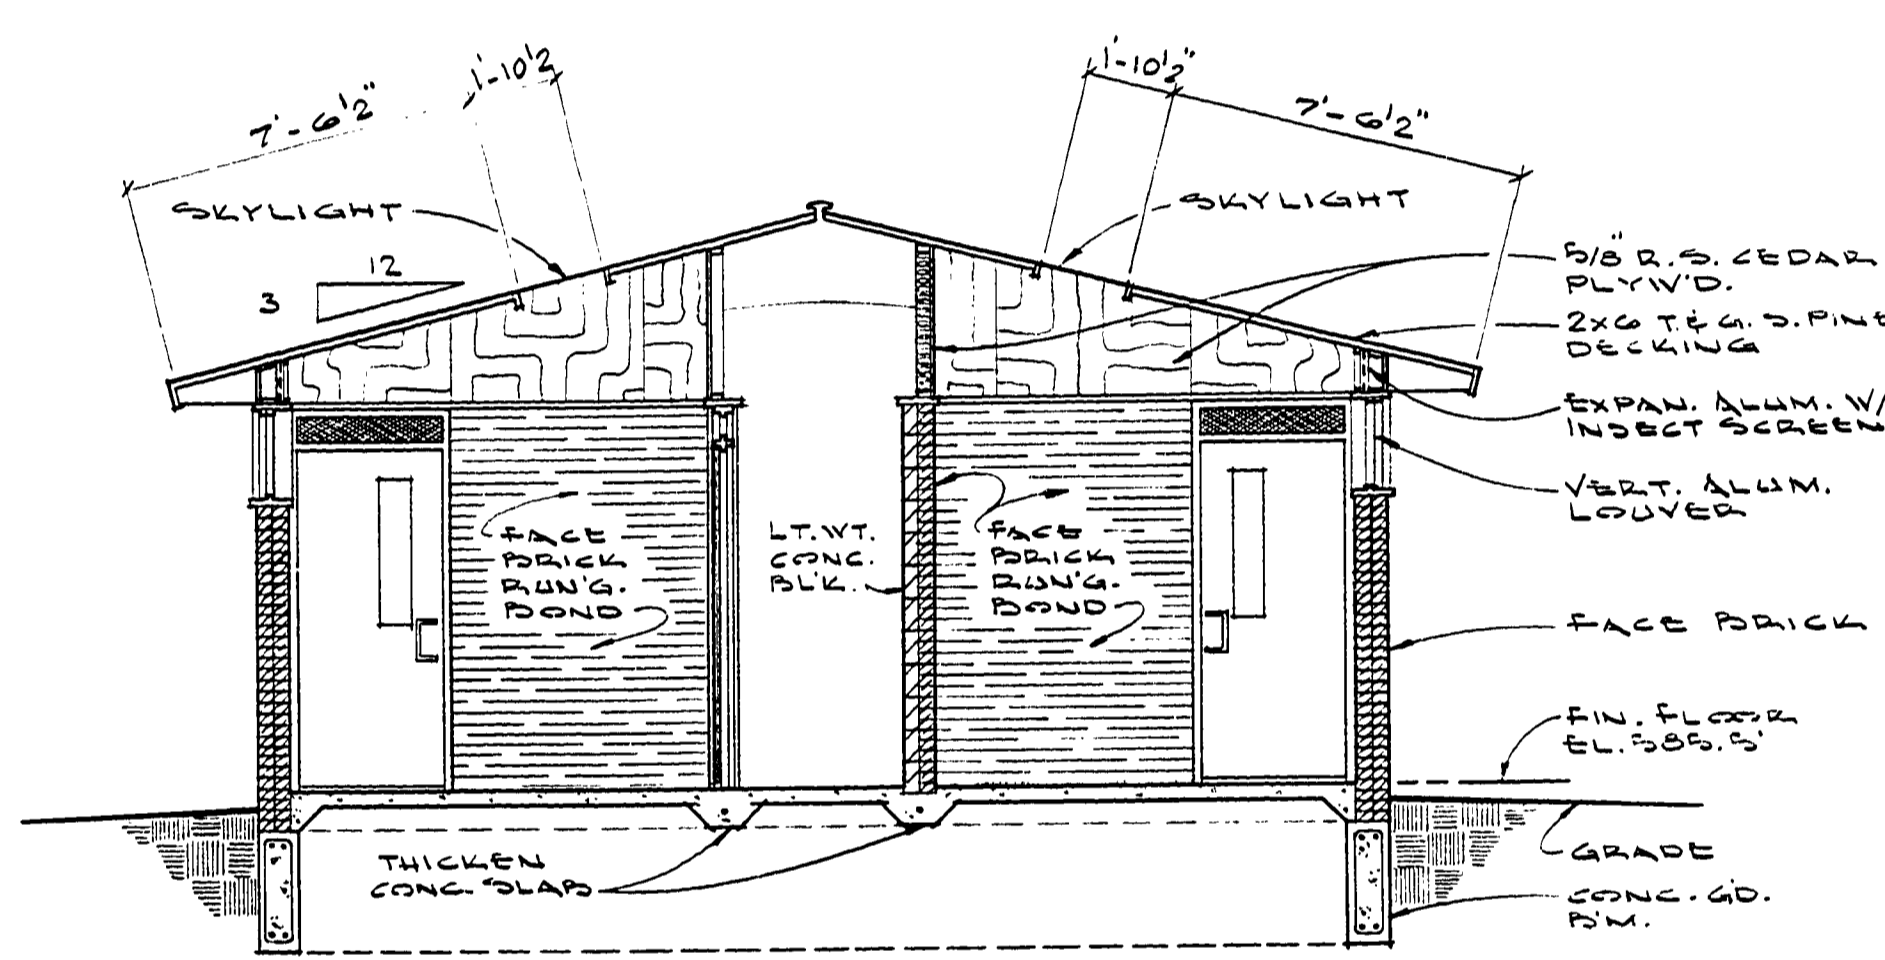 7'-6½"
1'-10½
1'-10½"
7'-6½"
SKYLIGHT
SKYLIGHT
12
3
5/8" R.S. CEDAR
PLYW'D.
2x6 T.& G. S. PINE
DECKING
EXPAN. ALUM. W/
INSECT SCREEN
VERT. ALUM.
LOUVER
FACE
BRICK
RUN'G.
BOND
LT. WT.
CONC.
BLK.
FACE
BRICK
RUN'G.
BOND
FACE BRICK
FIN. FLOOR
EL. 585.5'
THICKEN
CONC. SLAB
GRADE
CONC. GD.
B'M.